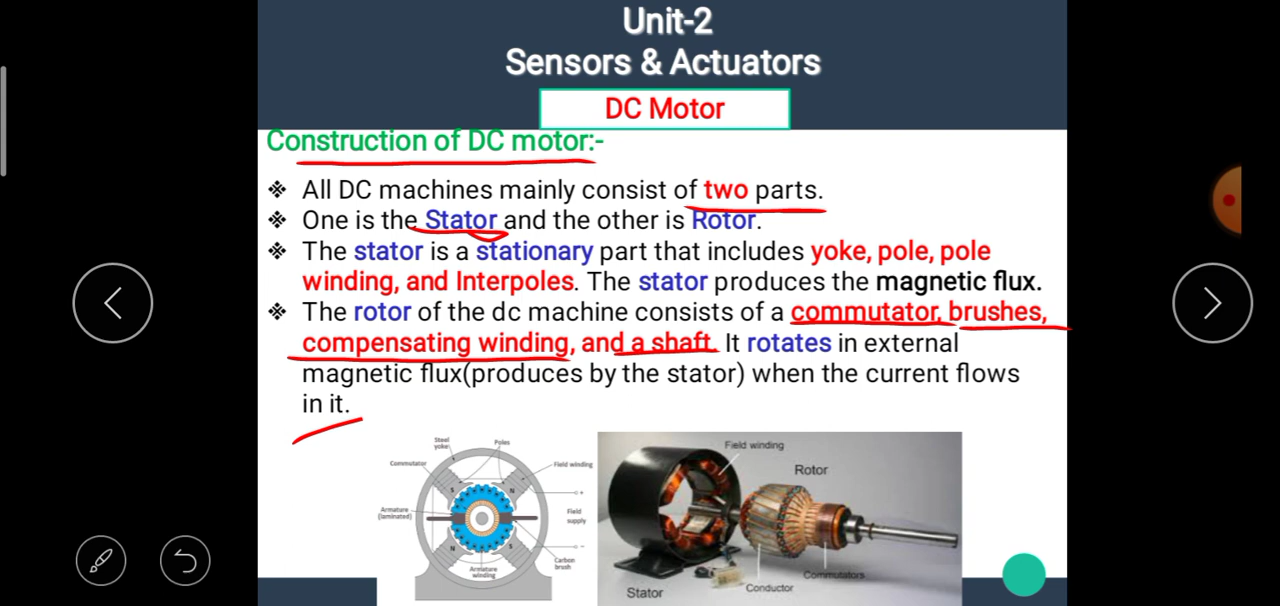 Unit-2
Sensors & Actuators
DC Motor
Construction of DC motor:-
❖ All DC machines mainly consist of two parts.
❖ One is the Stator and the other is Rotor.
❖ The stator is a stationary part that includes yoke, pole, pole
winding, and Interpoles. The stator produces the magnetic flux.
❖ The rotor of the dc machine consists of a commutator, brushes,
compensating winding, and a shaft. It rotates in external
magnetic flux(produces by the stator) when the current flows
in it.
Steel
yoke
Poles
Commutator
Field winding
S
N
+
Armature
(laminated)
Field
supply
N
S
-
Armature
winding
Carbon
brush
Field winding
Rotor
Commutators
Conductor
Stator